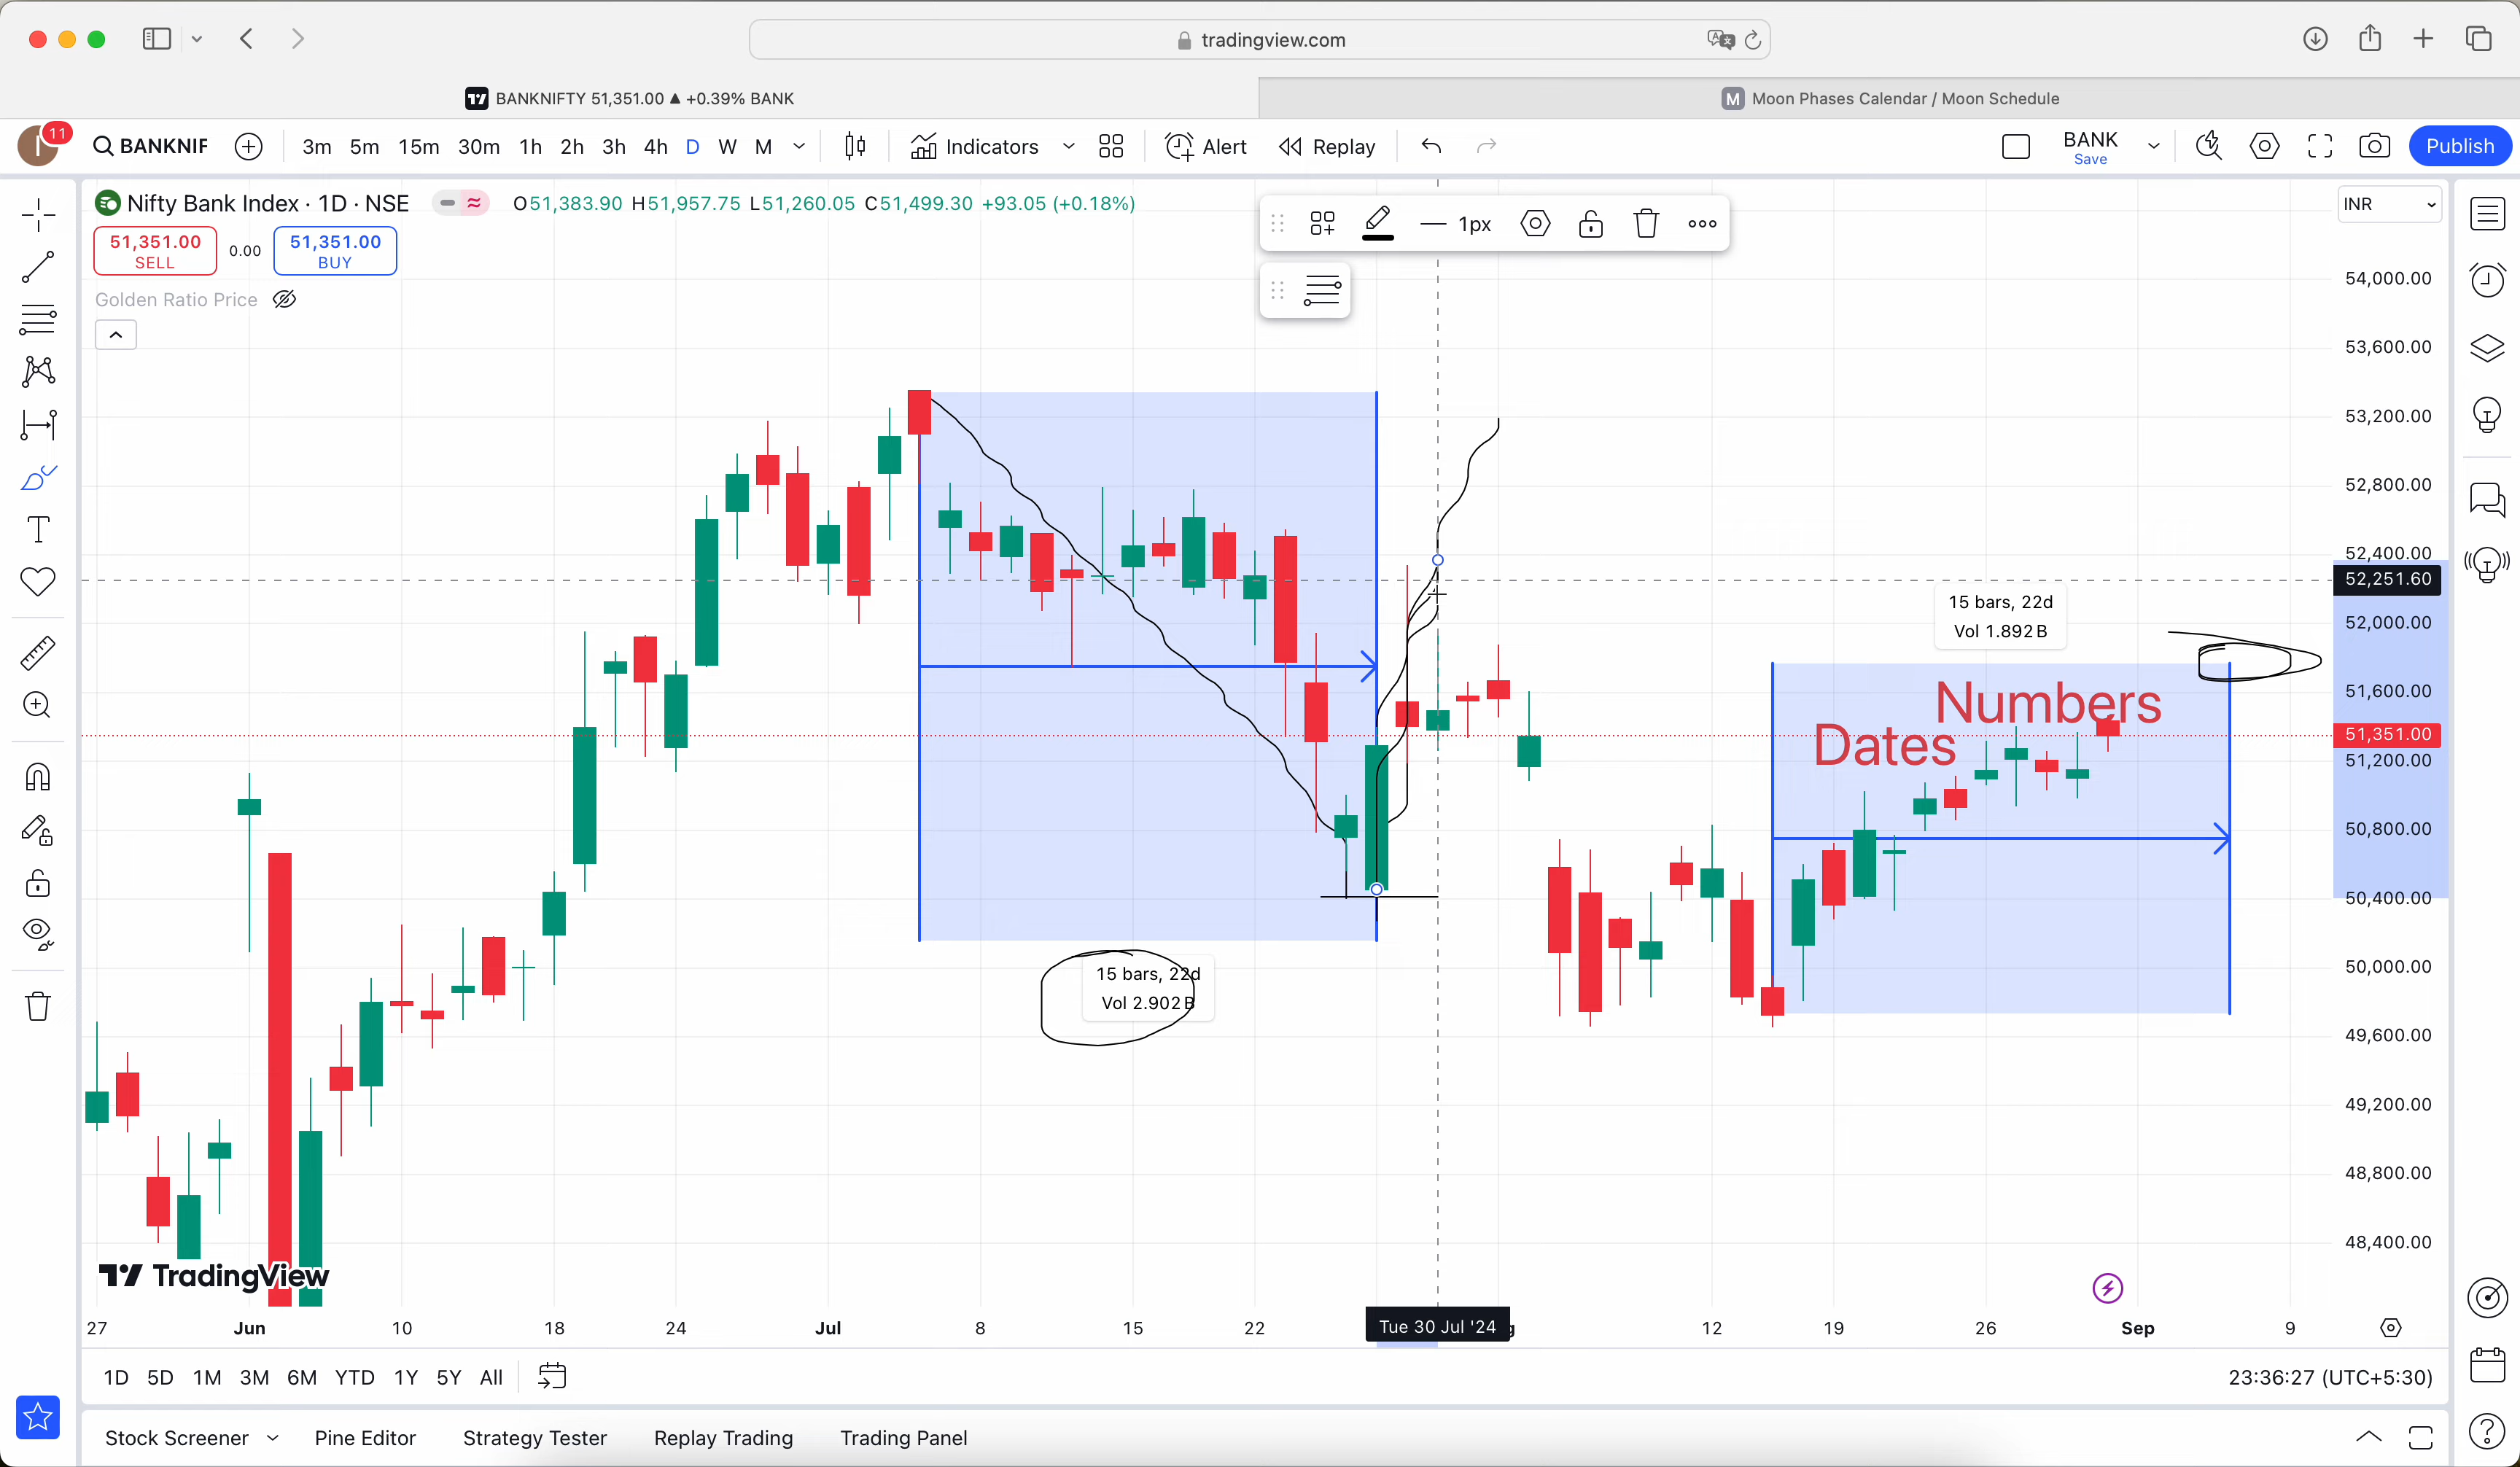 tradingview.com
BANKNIFTY 51,351.00 ▲ +0.39% BANK
M Moon Phases Calendar / Moon Schedule
11
BANKNIF
3m 5m 15m 30m 1h 2h 3h 4h D W M
Indicators
Alert
Replay
BANK
Save
Publish
Nifty Bank Index · 1D · NSE
O51,383.90 H51,957.75 L51,260.05 C51,499.30 +93.05 (+0.18%)
1px
INR
51,351.00
SELL
0.00
51,351.00
BUY
Golden Ratio Price
54,000.00
53,600.00
53,200.00
52,800.00
52,400.00
52,251.60
52,000.00
51,600.00
51,351.00
51,200.00
50,800.00
50,400.00
50,000.00
49,600.00
49,200.00
48,800.00
48,400.00
15 bars, 22d
Vol 1.892B
Numbers
Dates
15 bars, 22d
Vol 2.902B
TradingView
27 Jun 10 18 24 Jul 8 15 22 Tue 30 Jul '24 12 19 26 Sep 9
1D 5D 1M 3M 6M YTD 1Y 5Y All
23:36:27 (UTC+5:30)
Stock Screener
Pine Editor
Strategy Tester
Replay Trading
Trading Panel